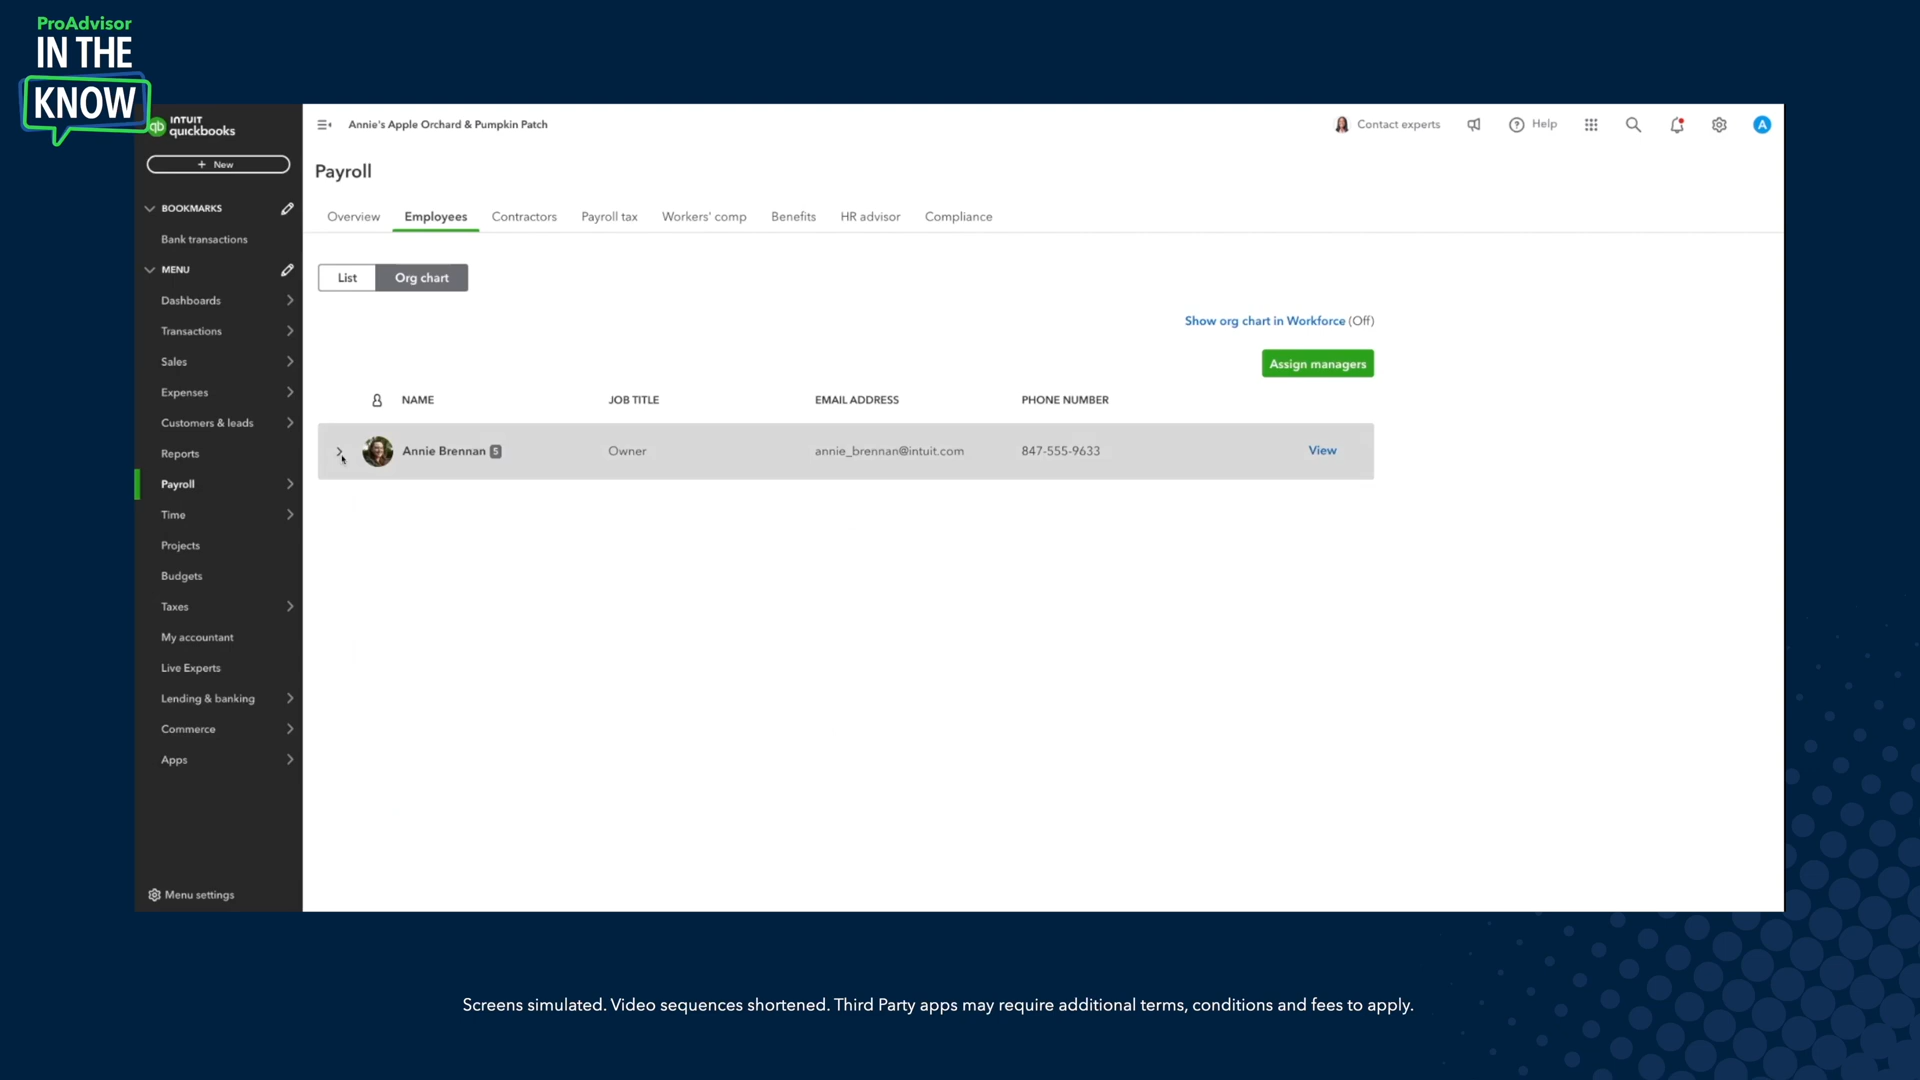 ProAdvisor
IN THE
KNOW
INTUIT
quickbooks
qb
Annie's Apple Orchard & Pumpkin Patch
Contact experts
Help
A
+ New
Payroll
BOOKMARKS
Bank transactions
MENU
Dashboards
Transactions
Sales
Expenses
Customers & leads
Reports
Payroll
Time
Projects
Budgets
Taxes
My accountant
Live Experts
Lending & banking
Commerce
Apps
Menu settings
Overview
Employees
Contractors
Payroll tax
Workers' comp
Benefits
HR advisor
Compliance
List
Org chart
Show org chart in Workforce (Off)
Assign managers
NAME
JOB TITLE
EMAIL ADDRESS
PHONE NUMBER
Annie Brennan 5
Owner
annie_brennan@intuit.com
847-555-9633
View
Screens simulated. Video sequences shortened. Third Party apps may require additional terms, conditions and fees to apply.